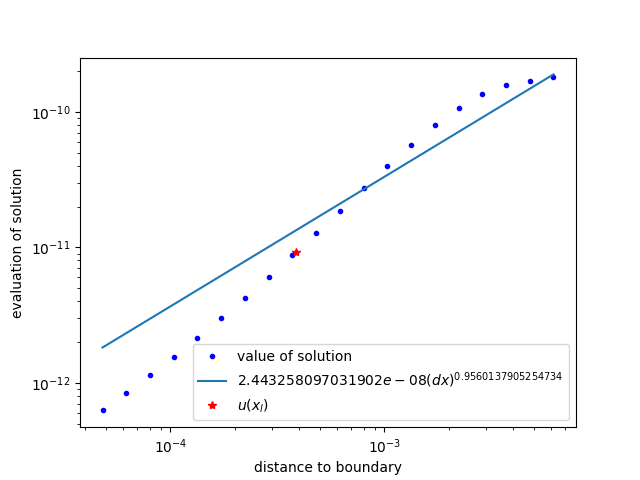 10⁻¹⁰
10⁻¹¹
10⁻¹²
evaluation of solution
value of solution
2.443258097031902e − 08(dx)^0.9560137905254734
u(x_l)
10⁻⁴
10⁻³
distance to boundary